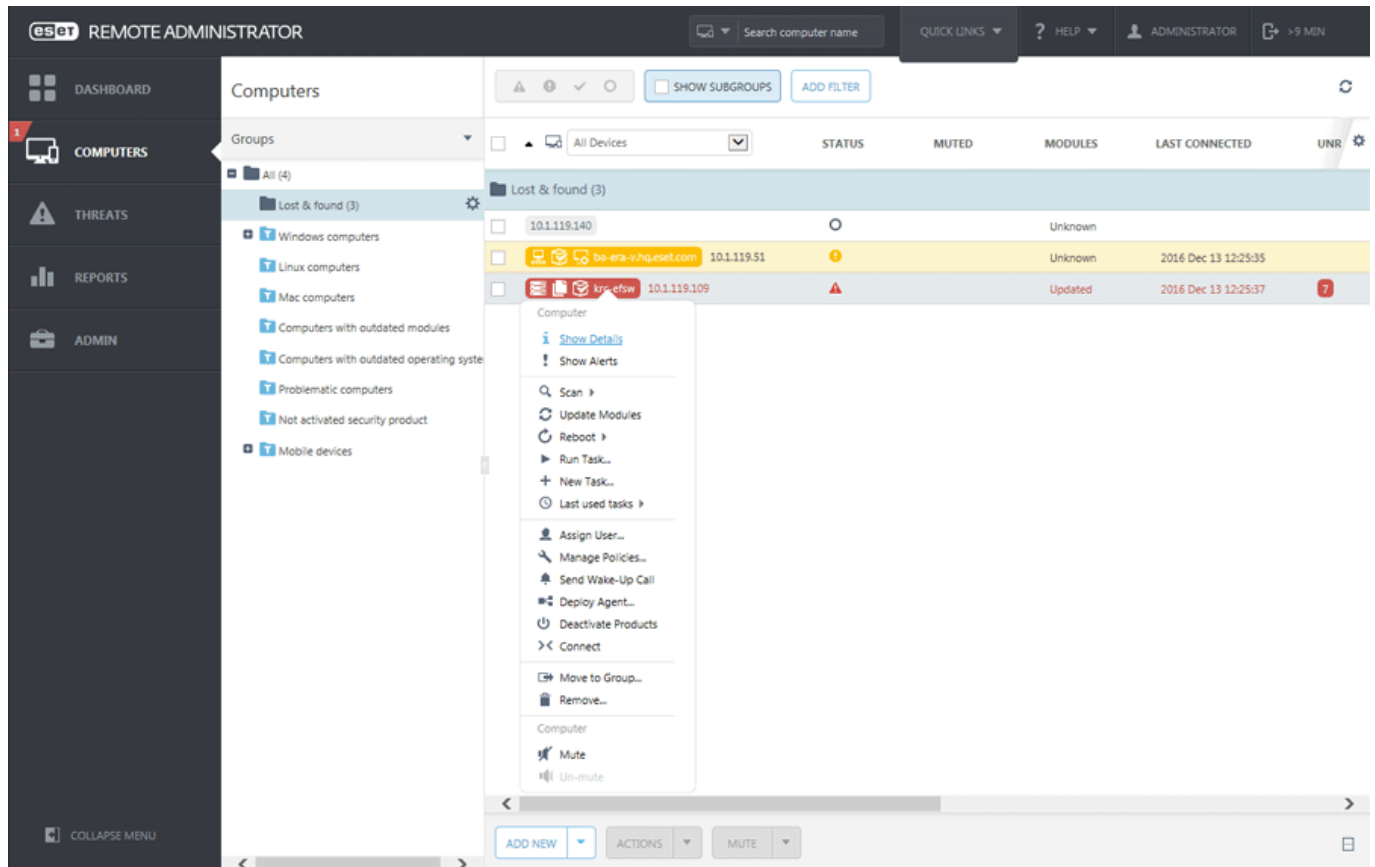 eseT REMOTE ADMINISTRATOR
Search computer name
QUICK LINKS
? HELP
ADMINISTRATOR
>9 MIN
DASHBOARD
1
COMPUTERS
THREATS
REPORTS
ADMIN
COLLAPSE MENU
Computers
Groups
All (4)
Lost & found (3)
Windows computers
Linux computers
Mac computers
Computers with outdated modules
Computers with outdated operating syste
Problematic computers
Not activated security product
Mobile devices
SHOW SUBGROUPS
ADD FILTER
All Devices STATUS MUTED MODULES LAST CONNECTED UNR
Lost & found (3)
10.1.119.140 Unknown
ba-era-v.hq.eset.com 10.1.119.51 Unknown 2016 Dec 13 12:25:35
krc-efsw 10.1.119.109 Updated 2016 Dec 13 12:25:37 7
Computer
Show Details
Show Alerts
Scan
Update Modules
Reboot
Run Task...
New Task...
Last used tasks
Assign User...
Manage Policies...
Send Wake-Up Call
Deploy Agent...
Deactivate Products
Connect
Move to Group...
Remove...
Computer
Mute
Un-mute
ADD NEW
ACTIONS
MUTE